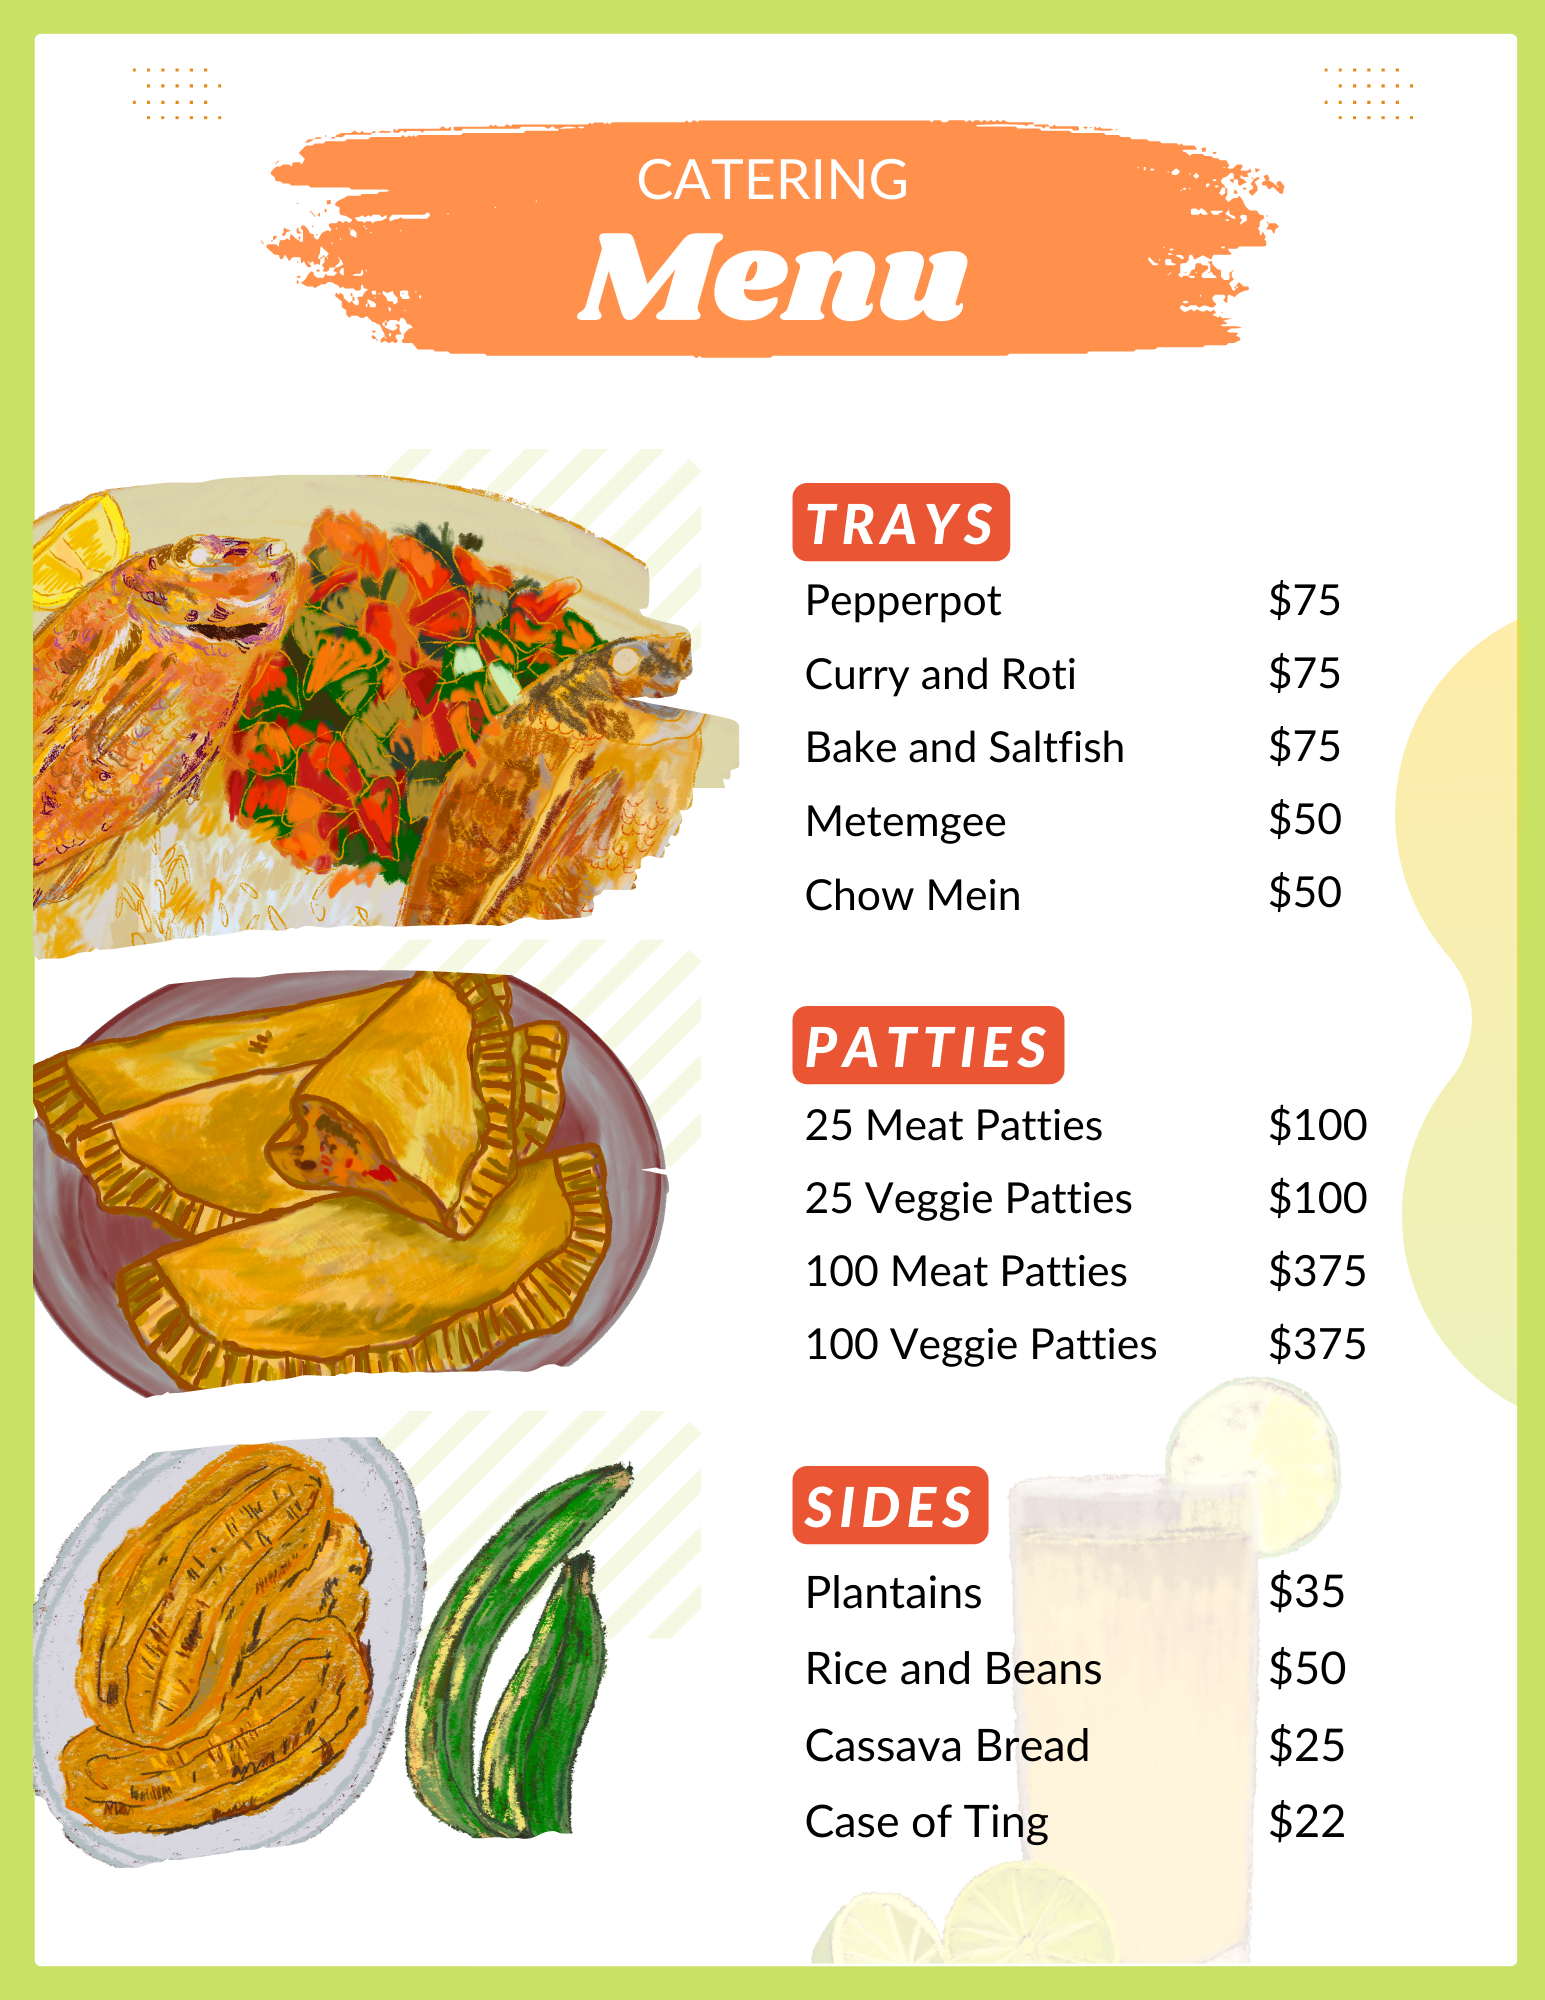 CATERING
Menu
TRAYS
Pepperpot $75
Curry and Roti $75
Bake and Saltfish $75
Metemgee $50
Chow Mein $50
PATTIES
25 Meat Patties $100
25 Veggie Patties $100
100 Meat Patties $375
100 Veggie Patties $375
SIDES
Plantains $35
Rice and Beans $50
Cassava Bread $25
Case of Ting $22